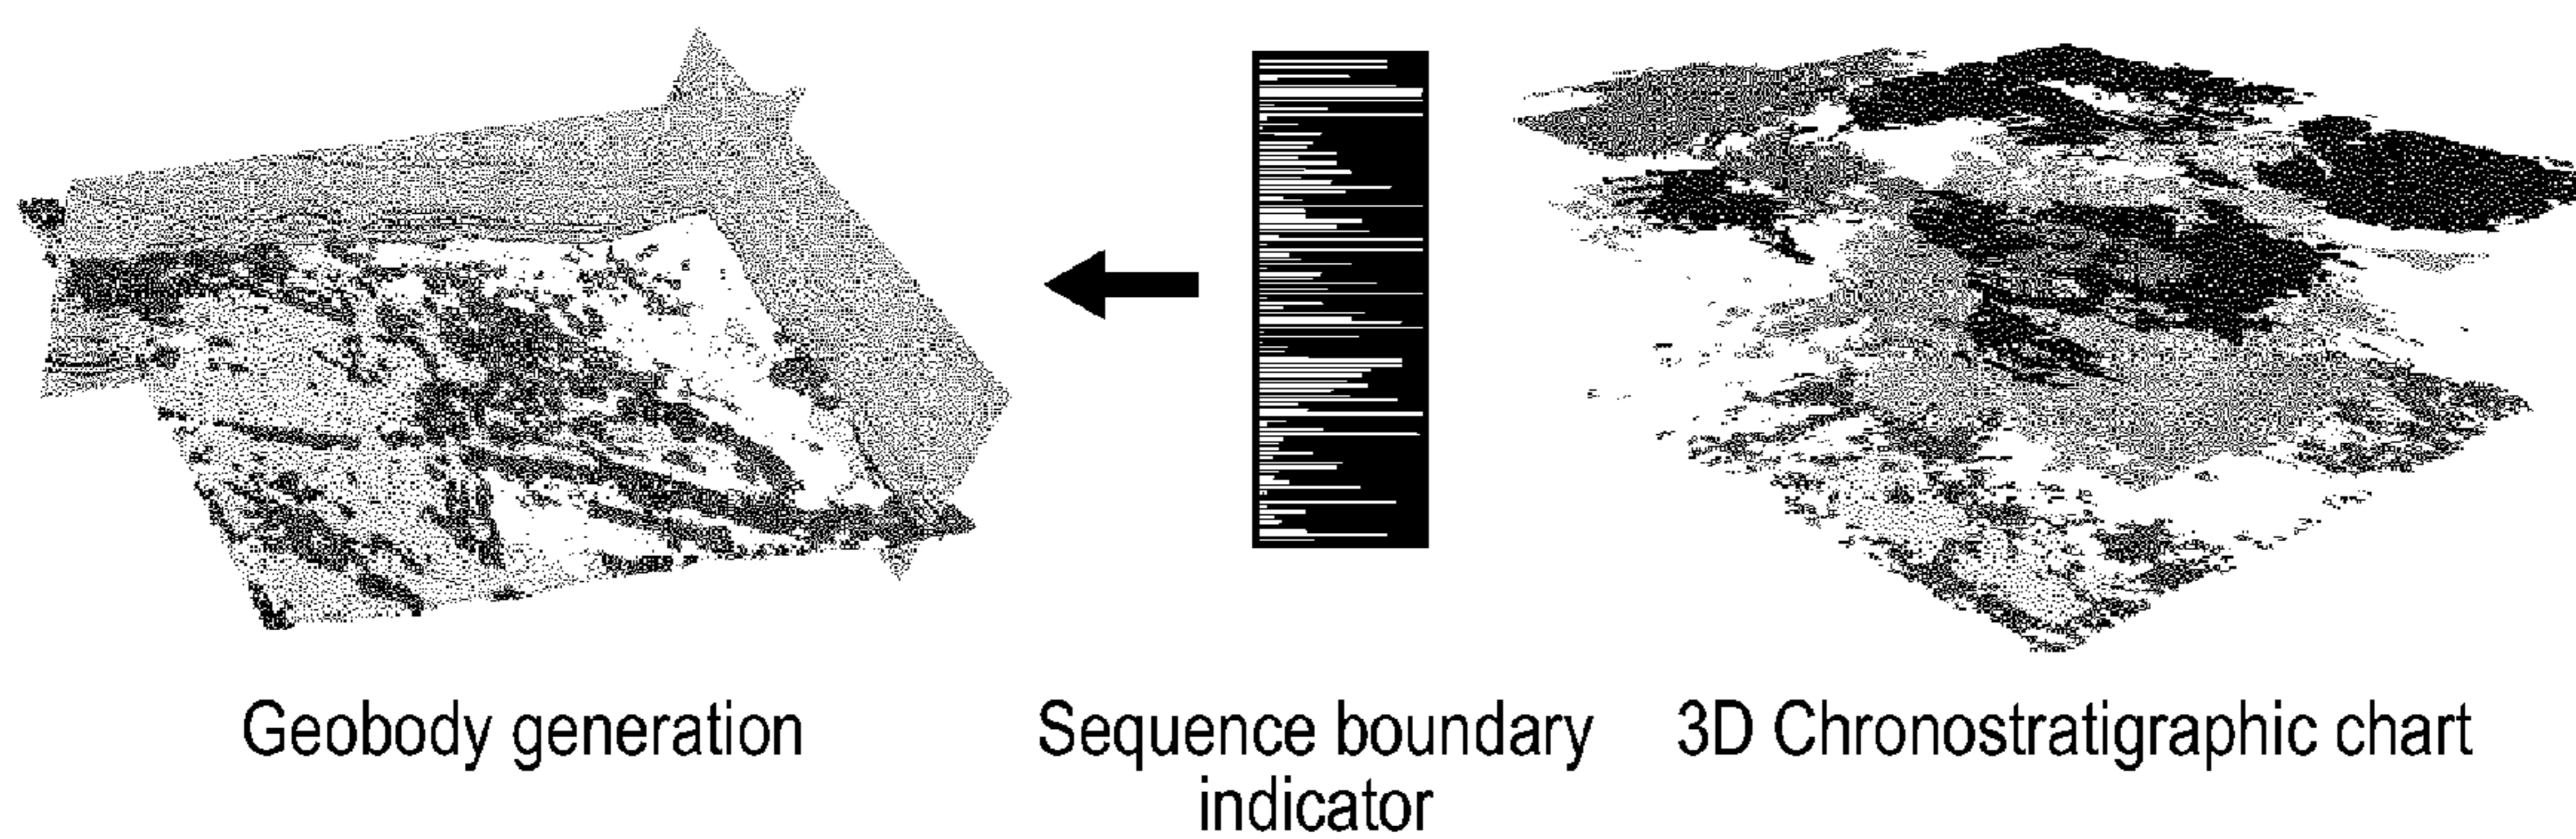 Geobody generation
Sequence boundary
indicator
3D Chronostratigraphic chart